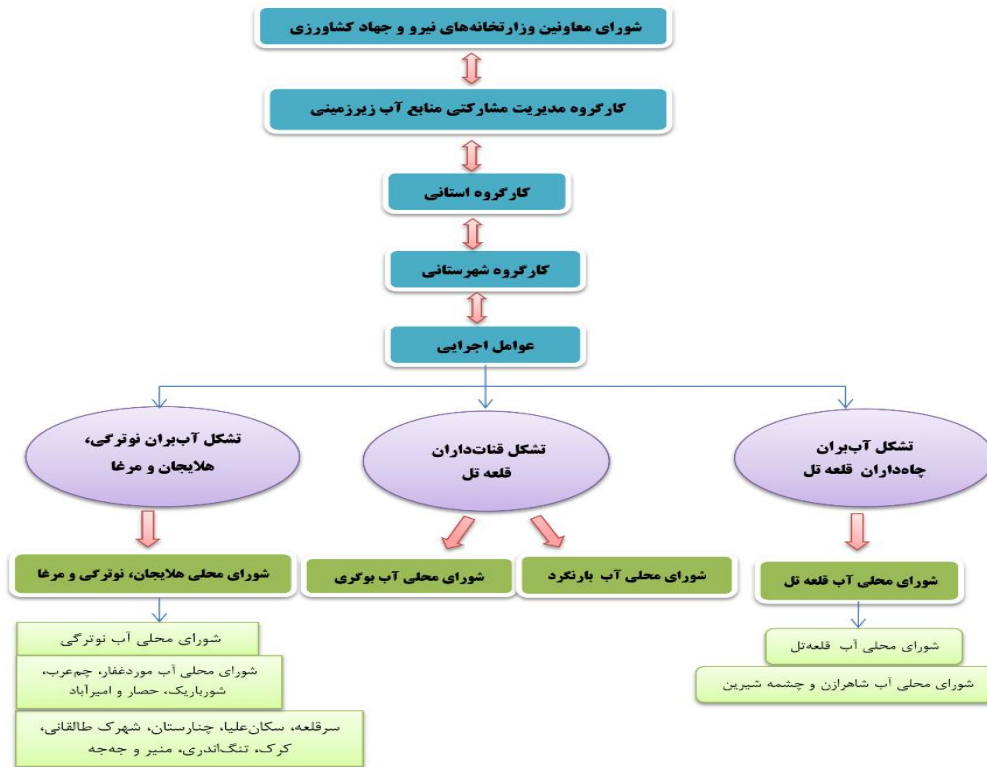 شورای معاونین وزارتخانه‌های نیرو و جهاد کشاورزی
کارگروه مدیریت مشارکتی منابع آب زیرزمینی
کارگروه استانی
کارگروه شهرستانی
عوامل اجرایی
تشکل آب‌بران
چاه‌داران قلعه تل
تشکل قنات‌داران
قلعه تل
تشکل آب‌بران نوترگی،
هلایجان و مرغا
شورای محلی آب قلعه تل
شورای محلی آب بارنگرد
شورای محلی آب بوگری
شورای محلی هلایجان، نوترگی و مرغا
شورای محلی آب قلعه‌تل
شورای محلی آب شاهرازن و چشمه شیرین
شورای محلی آب نوترگی
شورای محلی آب موردغفار، چم‌عرب،
شورباریک، حصار و امیرآباد
سرقلعه، سکان‌علیا، چنارستان، شهرک طالقانی،
کرک، تنگ‌اندری، منیر و جه‌جه